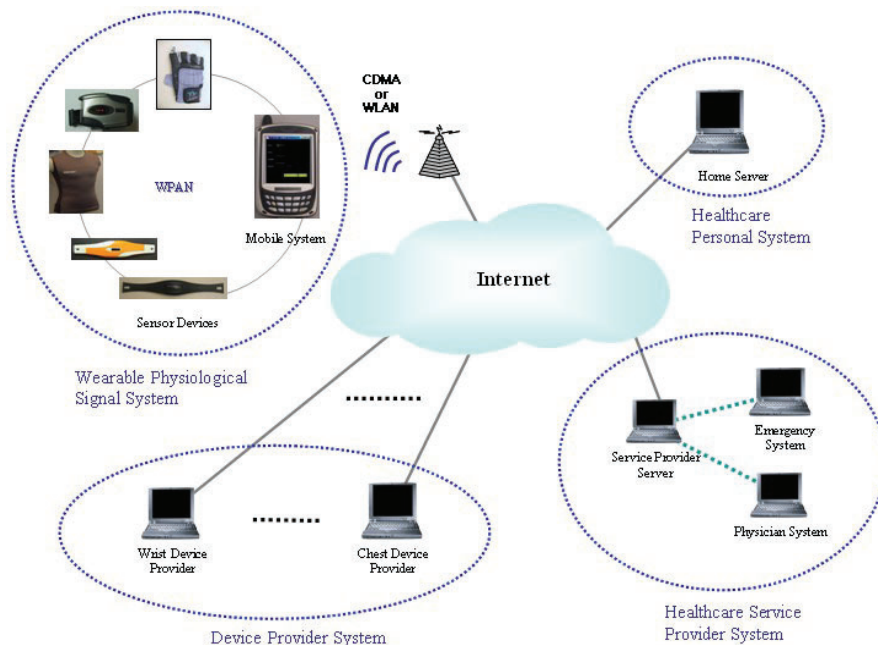 CDMA
or
WLAN
WPAN
Mobile System
Sensor Devices
Wearable Physiological
Signal System
Internet
Home Server
Healthcare
Personal System
Service Provider
Server
Emergency
System
Physician System
Healthcare Service
Provider System
Wrist Device
Provider
Chest Device
Provider
Device Provider System